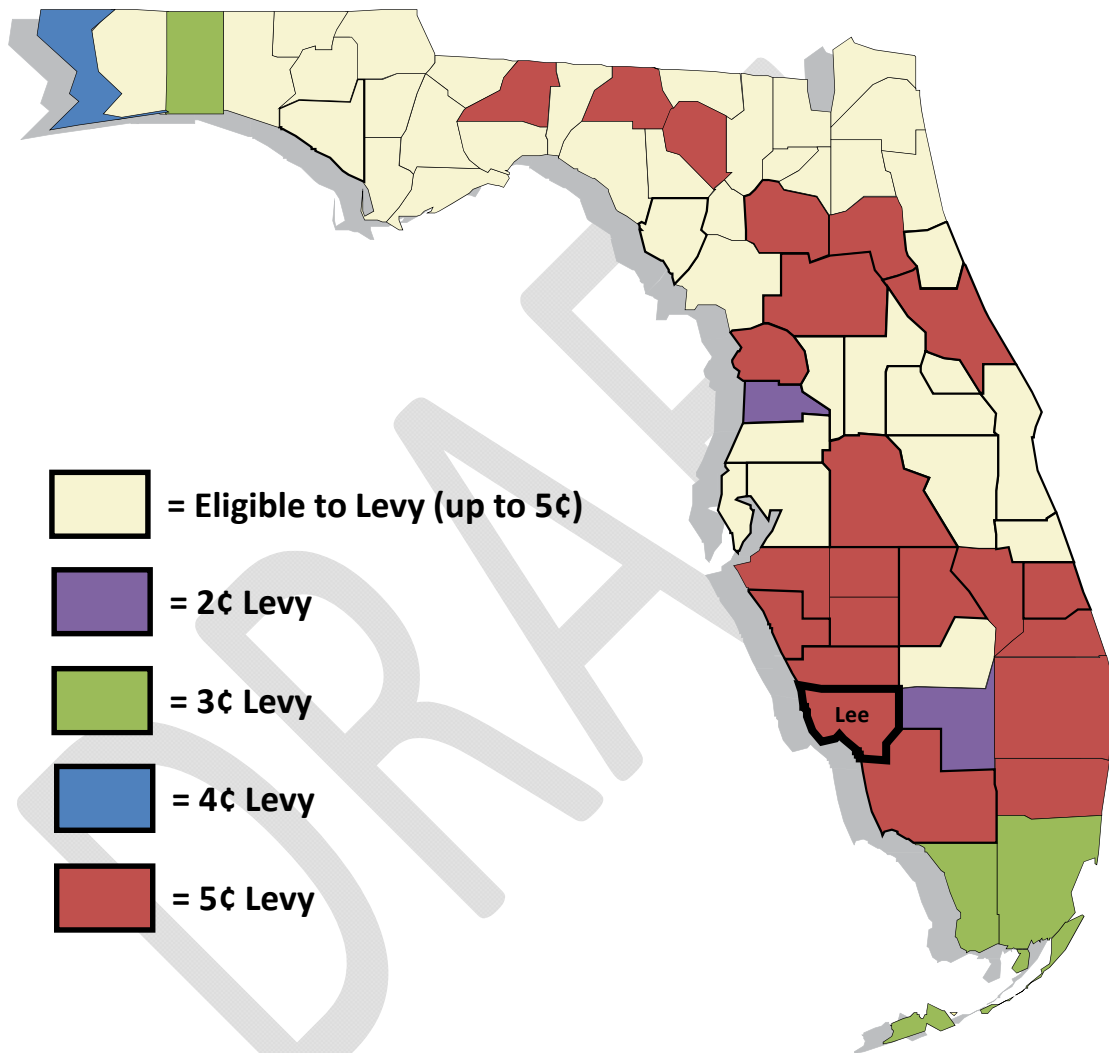 DRAFT
= Eligible to Levy (up to 5¢)
= 2¢ Levy
= 3¢ Levy
= 4¢ Levy
= 5¢ Levy
Lee